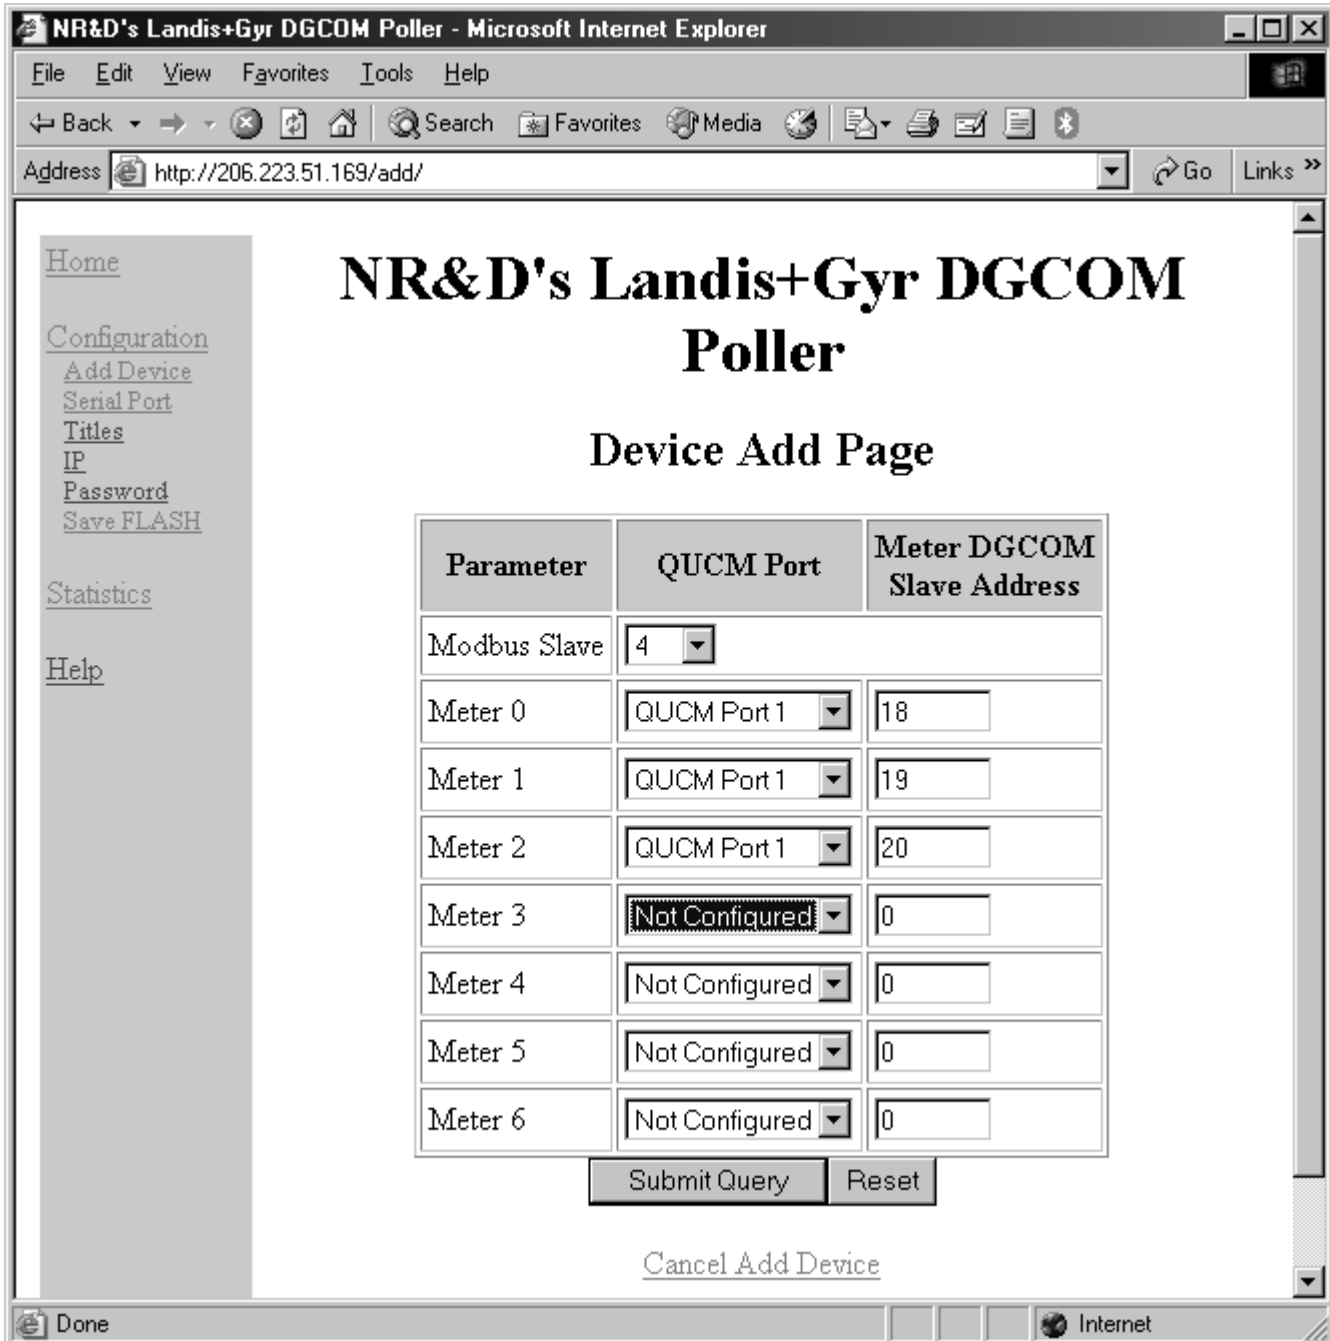 NR&D's Landis+Gyr DGCOM Poller - Microsoft Internet Explorer
File Edit View Favorites Tools Help
Back Search Favorites Media
Address http://206.223.51.169/add/ Go Links »
Home
Configuration
Add Device
Serial Port
Titles
IP
Password
Save FLASH
Statistics
Help
NR&D's Landis+Gyr DGCOM
Poller
Device Add Page
Parameter QUCM Port Meter DGCOM
Slave Address
Modbus Slave 4
Meter 0 QUCM Port 1 18
Meter 1 QUCM Port 1 19
Meter 2 QUCM Port 1 20
Meter 3 Not Configured 0
Meter 4 Not Configured 0
Meter 5 Not Configured 0
Meter 6 Not Configured 0
Submit Query Reset
Cancel Add Device
Done Internet